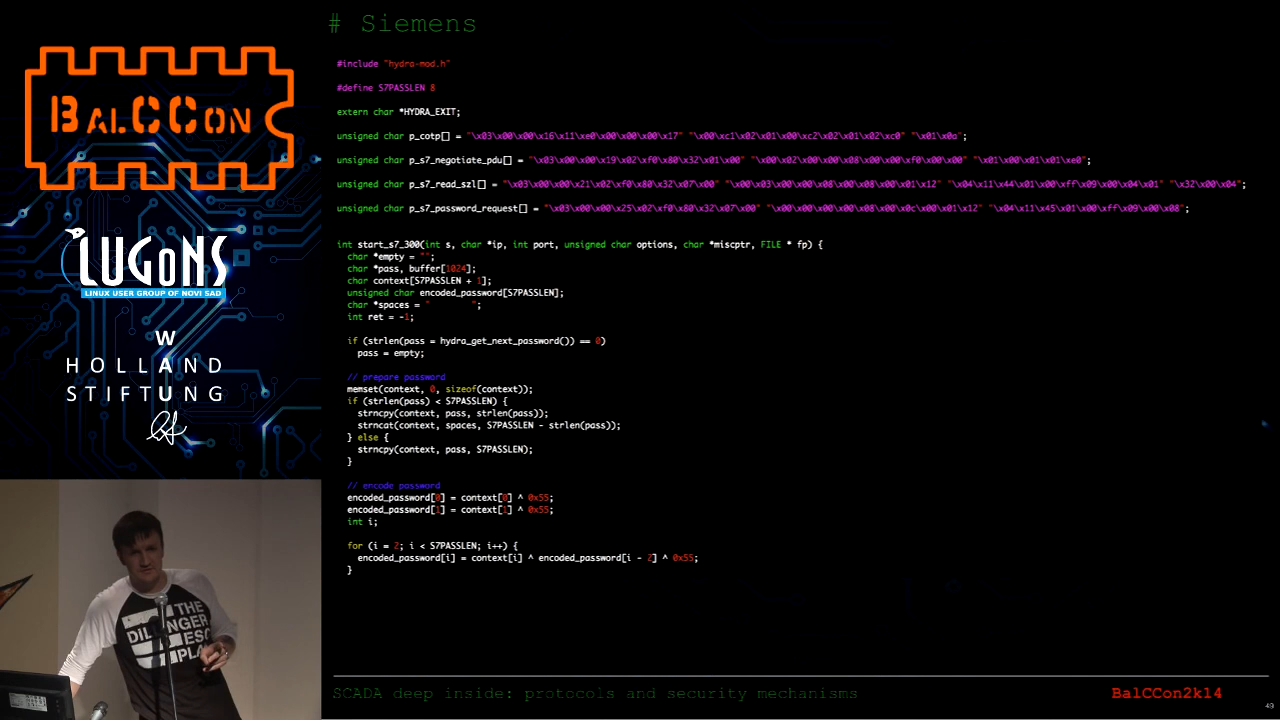 # Siemens
BALCCON
LUGONS
LINUX USER GROUP OF NOVI SAD
W
HOLLAND
STIFTUNG
#include "hydra-mod.h"
#define S7PASSLEN 8
extern char *HYDRA_EXIT;
unsigned char p_cotp[] = "\x03\x00\x00\x16\x11\xe0\x00\x00\x00\x17" "\x00\xc1\x02\x01\x00\xc2\x02\x01\x02\xc0" "\x01\x0a";
unsigned char p_s7_negotiate_pdu[] = "\x03\x00\x00\x19\x02\xf0\x80\x32\x01\x00" "\x00\x02\x00\x00\x08\x00\x00\xf0\x00\x00" "\x01\x00\x01\x01\xe0";
unsigned char p_s7_read_szl[] = "\x03\x00\x00\x21\x02\xf0\x80\x32\x07\x00" "\x00\x03\x00\x00\x08\x00\x08\x00\x01\x12" "\x04\x11\x44\x01\x00\xff\x09\x00\x04\x01" "\x32\x00\x04";
unsigned char p_s7_password_request[] = "\x03\x00\x00\x25\x02\xf0\x80\x32\x07\x00" "\x00\x00\x00\x00\x08\x00\x0c\x00\x01\x12" "\x04\x11\x45\x01\x00\xff\x09\x00\x08";
int start_s7_300(int s, char *ip, int port, unsigned char options, char *miscptr, FILE * fp) {
char *empty = "";
char *pass, buffer[1024];
char context[S7PASSLEN + 1];
unsigned char encoded_password[S7PASSLEN];
char *spaces = "        ";
int ret = -1;
if (strlen(pass = hydra_get_next_password()) == 0)
pass = empty;
// prepare password
memset(context, 0, sizeof(context));
if (strlen(pass) < S7PASSLEN) {
strncpy(context, pass, strlen(pass));
strncat(context, spaces, S7PASSLEN - strlen(pass));
} else {
strncpy(context, pass, S7PASSLEN);
}
// encode password
encoded_password[0] = context[0] ^ 0x55;
encoded_password[1] = context[1] ^ 0x55;
int i;
for (i = 2; i < S7PASSLEN; i++) {
encoded_password[i] = context[i] ^ encoded_password[i - 2] ^ 0x55;
}
THE
DILLINGER
ESC
PLA
SCADA deep inside: protocols and security mechanisms
BalCCon2k14
49